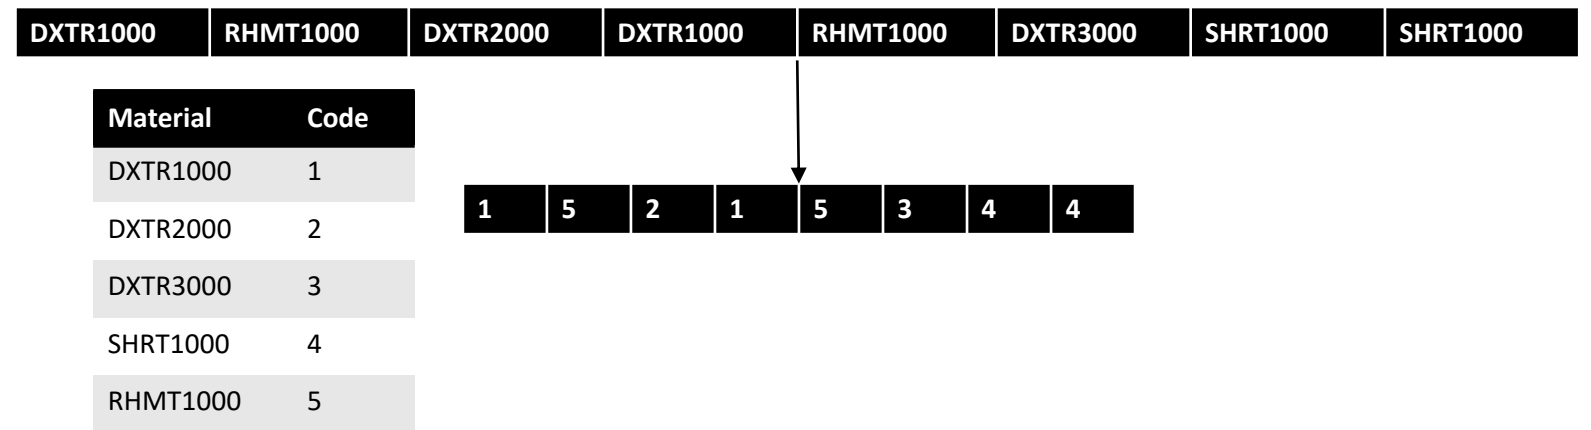 DXTR1000 RHMT1000 DXTR2000 DXTR1000 RHMT1000 DXTR3000 SHRT1000 SHRT1000
Material Code
DXTR1000 1
DXTR2000 2
DXTR3000 3
SHRT1000 4
RHMT1000 5
1 5 2 1 5 3 4 4